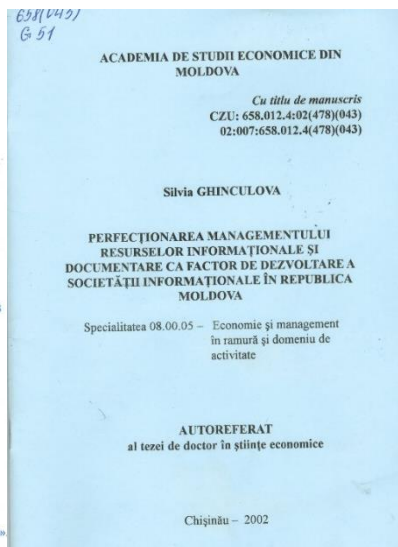 658(043)
G 51
ACADEMIA DE STUDII ECONOMICE DIN
MOLDOVA
Cu titlu de manuscris
CZU: 658.012.4:02(478)(043)
02:007:658.012.4(478)(043)
Silvia GHINCULOVA
PERFECŢIONAREA MANAGEMENTULUI
RESURSELOR INFORMAŢIONALE ŞI
DOCUMENTARE CA FACTOR DE DEZVOLTARE A
SOCIETĂŢII INFORMAŢIONALE ÎN REPUBLICA
MOLDOVA
Specialitatea 08.00.05 – Economie şi management
în ramură şi domeniu de
activitate
AUTOREFERAT
al tezei de doctor în ştiinţe economice
Chişinău – 2002